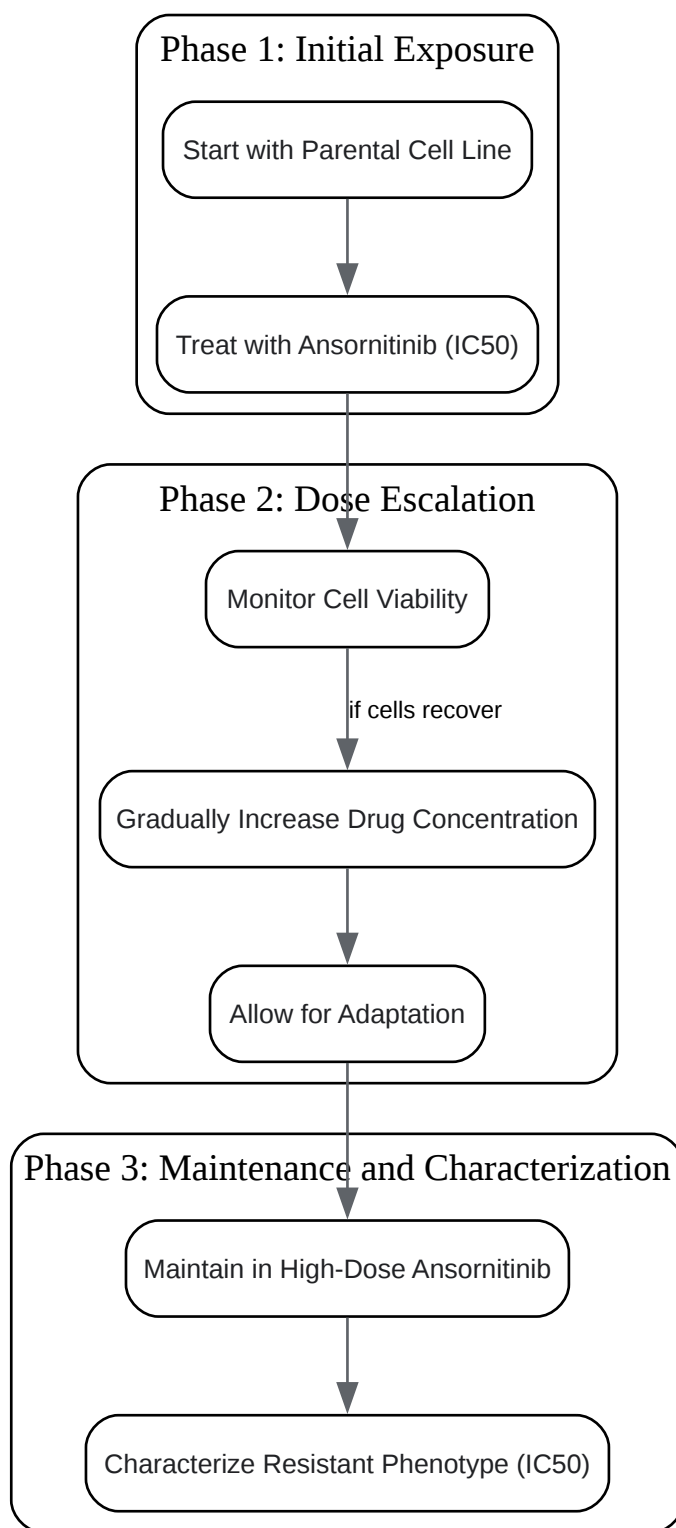 Phase 1: Initial Exposure
Start with Parental Cell Line
Treat with Ansornitinib (IC50)
Phase 2: Dose Escalation
Monitor Cell Viability
if cells recover
Gradually Increase Drug Concentration
Allow for Adaptation
Phase 3: Maintenance and Characterization
Maintain in High-Dose Ansornitinib
Characterize Resistant Phenotype (IC50)